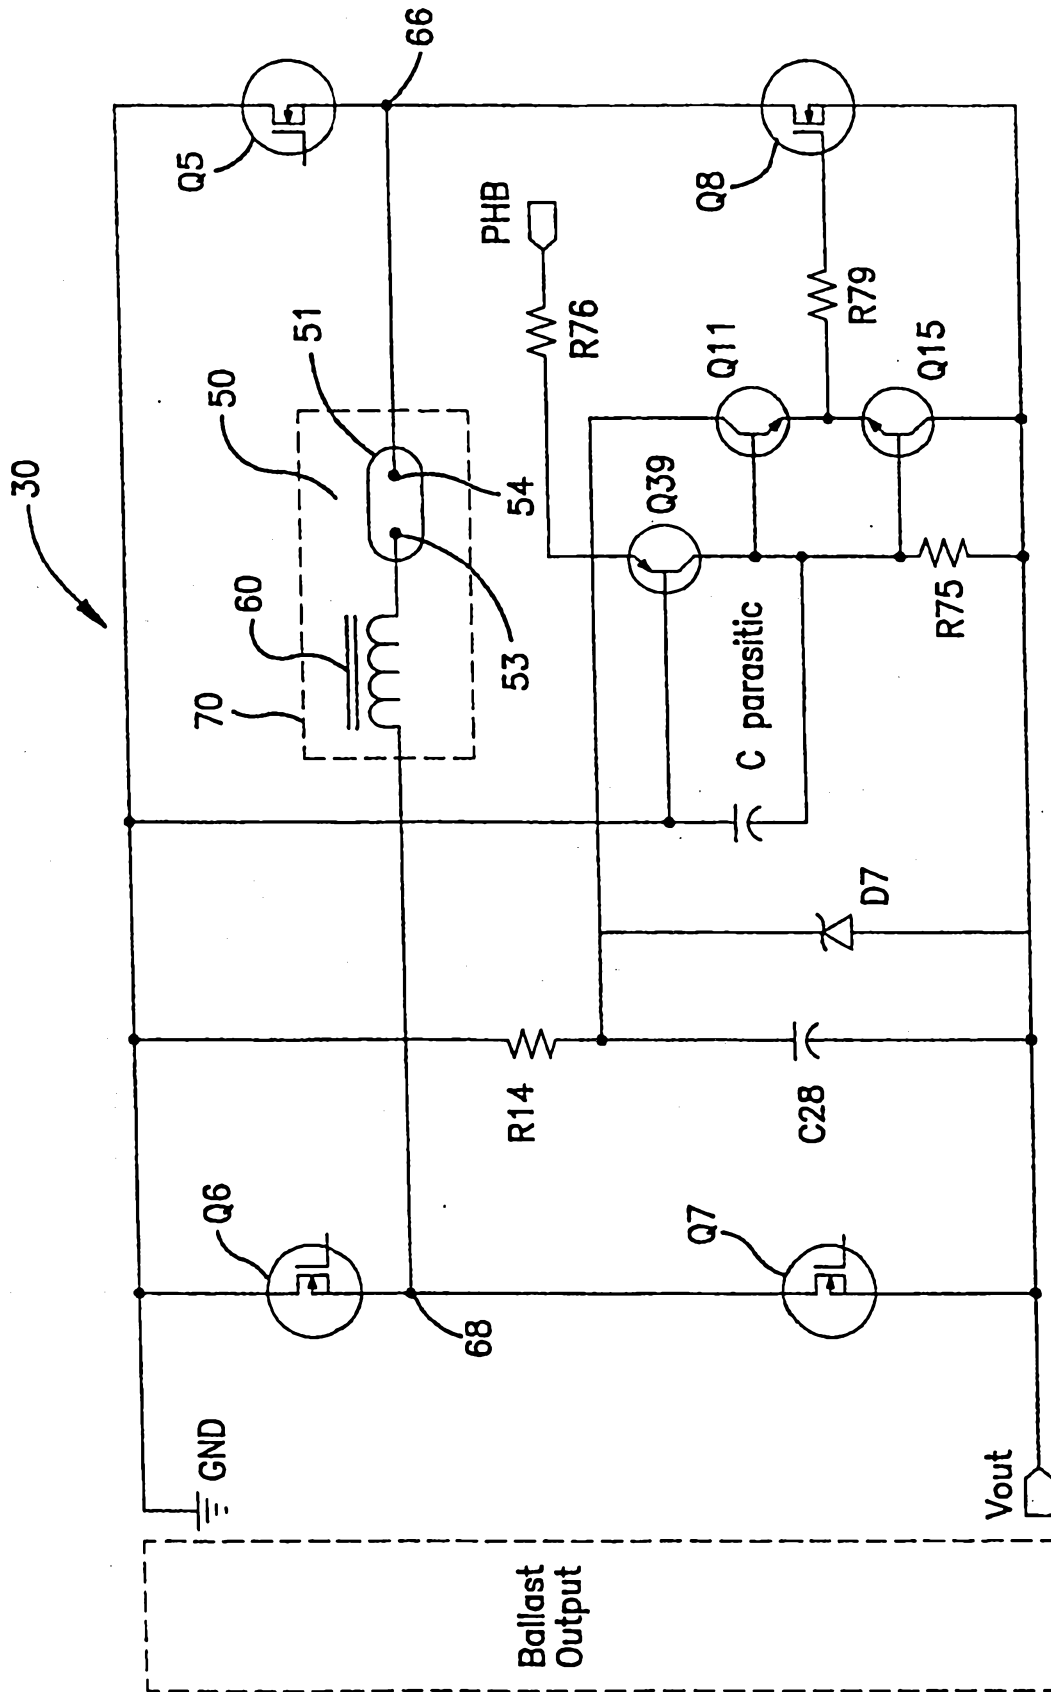 30
Q5
66
50
51
70
60
54
53
PHB
R76
Q39
Q11
Q8
R79
Q15
R75
C parasitic
D7
R14
C28
Q6
68
Q7
GND
Vout
Ballast
Output